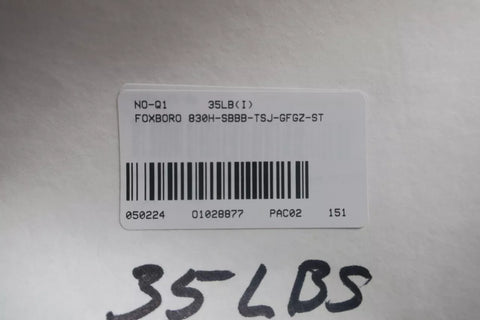 NO-Q1 35LB(I)
FOXBORO 830H-SBBB-TSJ-GFGZ-ST
050224 01028877 PAC02 151
35 LBS